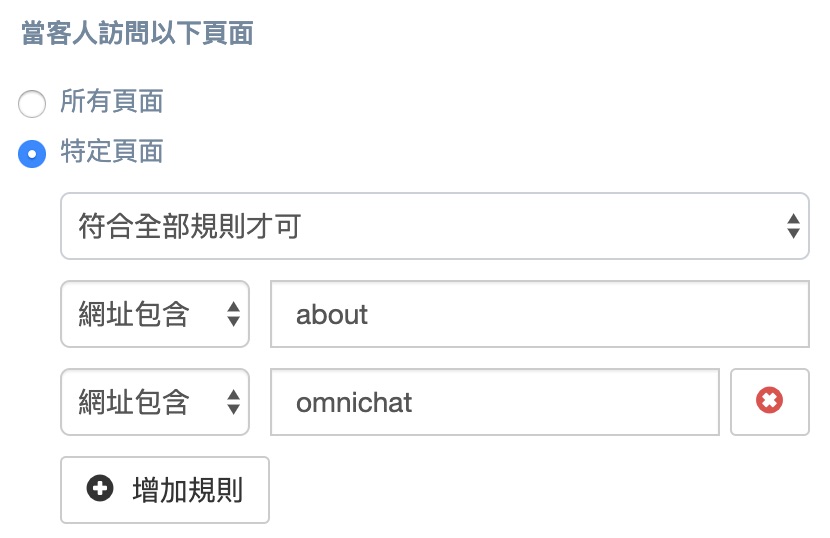 當客人訪問以下頁面
所有頁面
特定頁面
符合全部規則才可
網址包含 about
網址包含 omnichat
增加規則